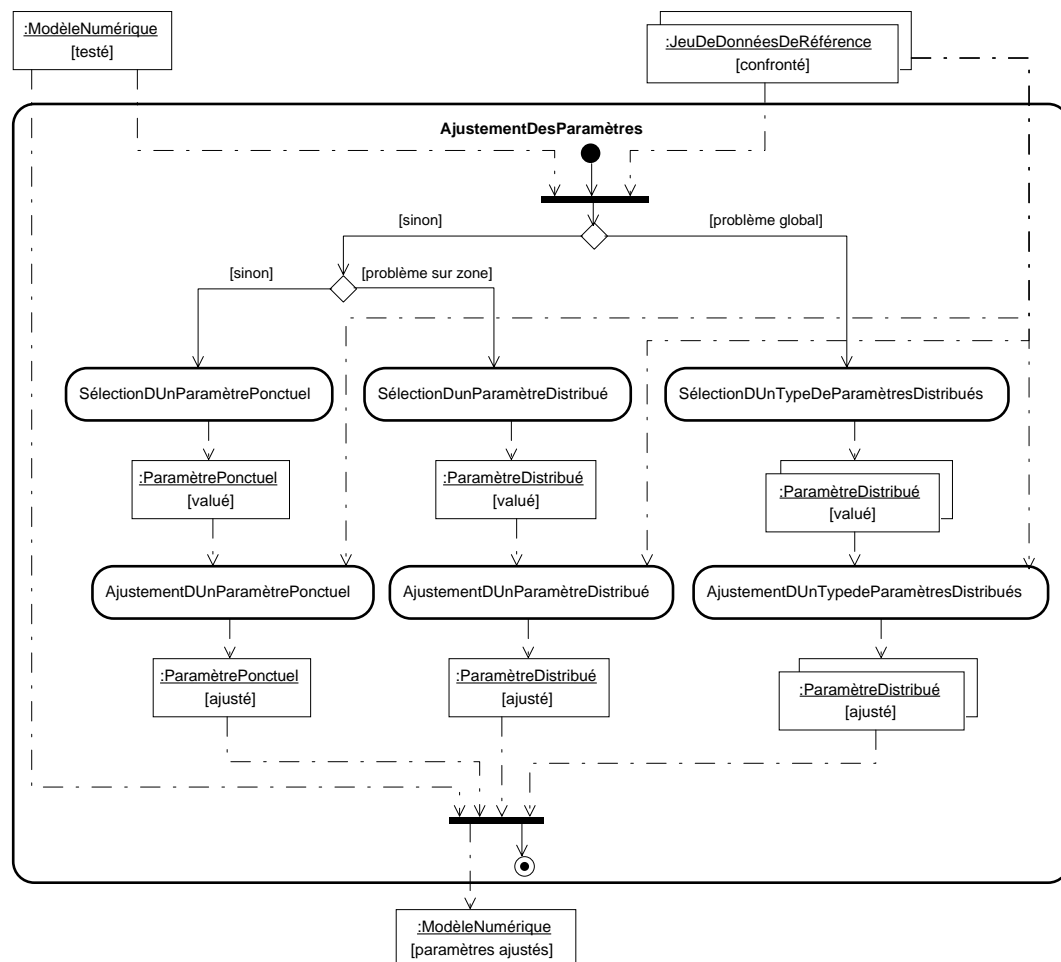 :ModèleNumérique
[testé]
:JeuDeDonnéesDeRéférence
[confronté]
AjustementDesParamètres
[sinon]
[problème global]
[sinon]
[problème sur zone]
SélectionDUnParamètrePonctuel
SélectionDunParamètreDistribué
SélectionDUnTypeDeParamètresDistribués
:ParamètrePonctuel
[valué]
:ParamètreDistribué
[valué]
:ParamètreDistribué
[valué]
AjustementDUnParamètrePonctuel
AjustementDUnParamètreDistribué
AjustementDUnTypedeParamètresDistribués
:ParamètrePonctuel
[ajusté]
:ParamètreDistribué
[ajusté]
:ParamètreDistribué
[ajusté]
:ModèleNumérique
[paramètres ajustés]